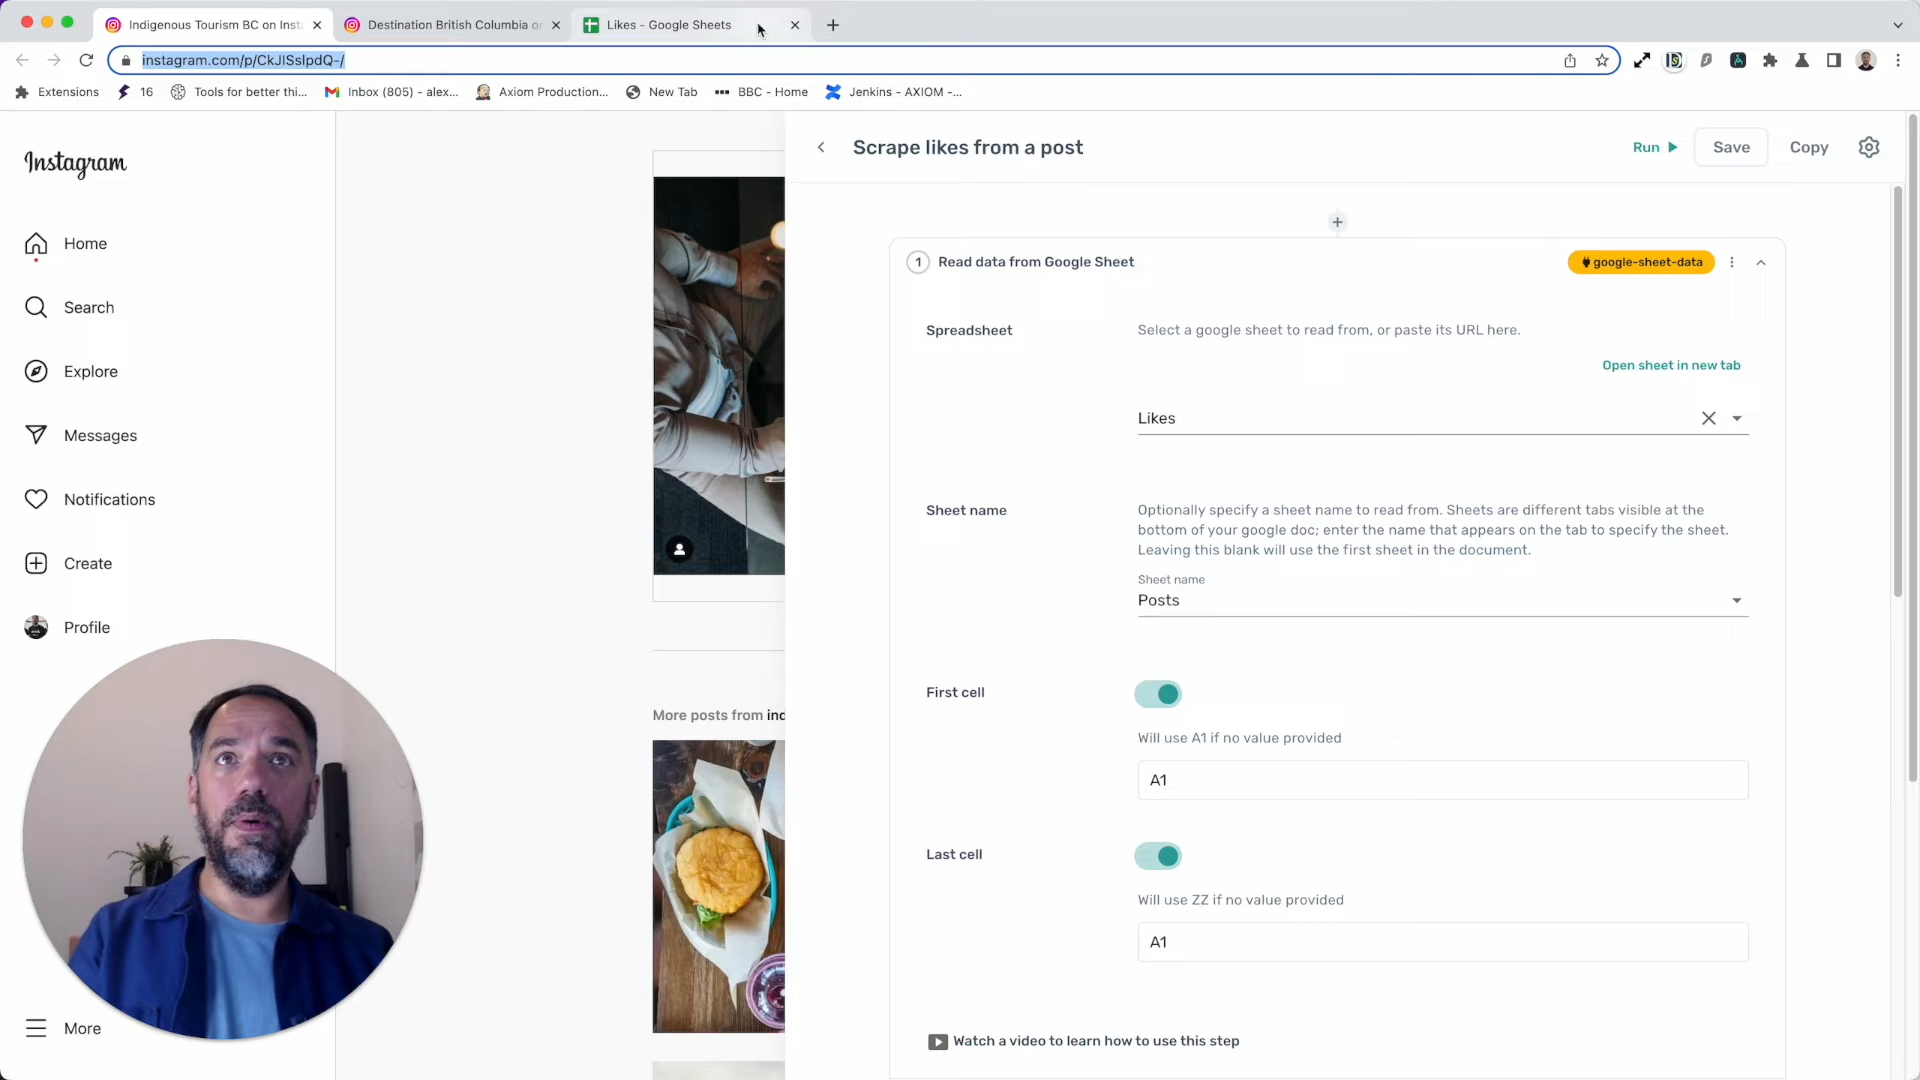 Indigenous Tourism BC on Inst
Destination British Columbia o
Likes - Google Sheets
instagram.com/p/CkJlSslpdQ-/
Extensions
16
Tools for better thi...
Inbox (805) - alex...
Axiom Production...
New Tab
BBC - Home
Jenkins - AXIOM -...
Instagram
Home
Search
Explore
Messages
Notifications
Create
Profile
More
More posts from ind
Scrape likes from a post
Run
Save
Copy
1
Read data from Google Sheet
google-sheet-data
Spreadsheet
Select a google sheet to read from, or paste its URL here.
Open sheet in new tab
Likes
Sheet name
Optionally specify a sheet name to read from. Sheets are different tabs visible at the
bottom of your google doc; enter the name that appears on the tab to specify the sheet.
Leaving this blank will use the first sheet in the document.
Sheet name
Posts
First cell
Will use A1 if no value provided
A1
Last cell
Will use ZZ if no value provided
A1
Watch a video to learn how to use this step